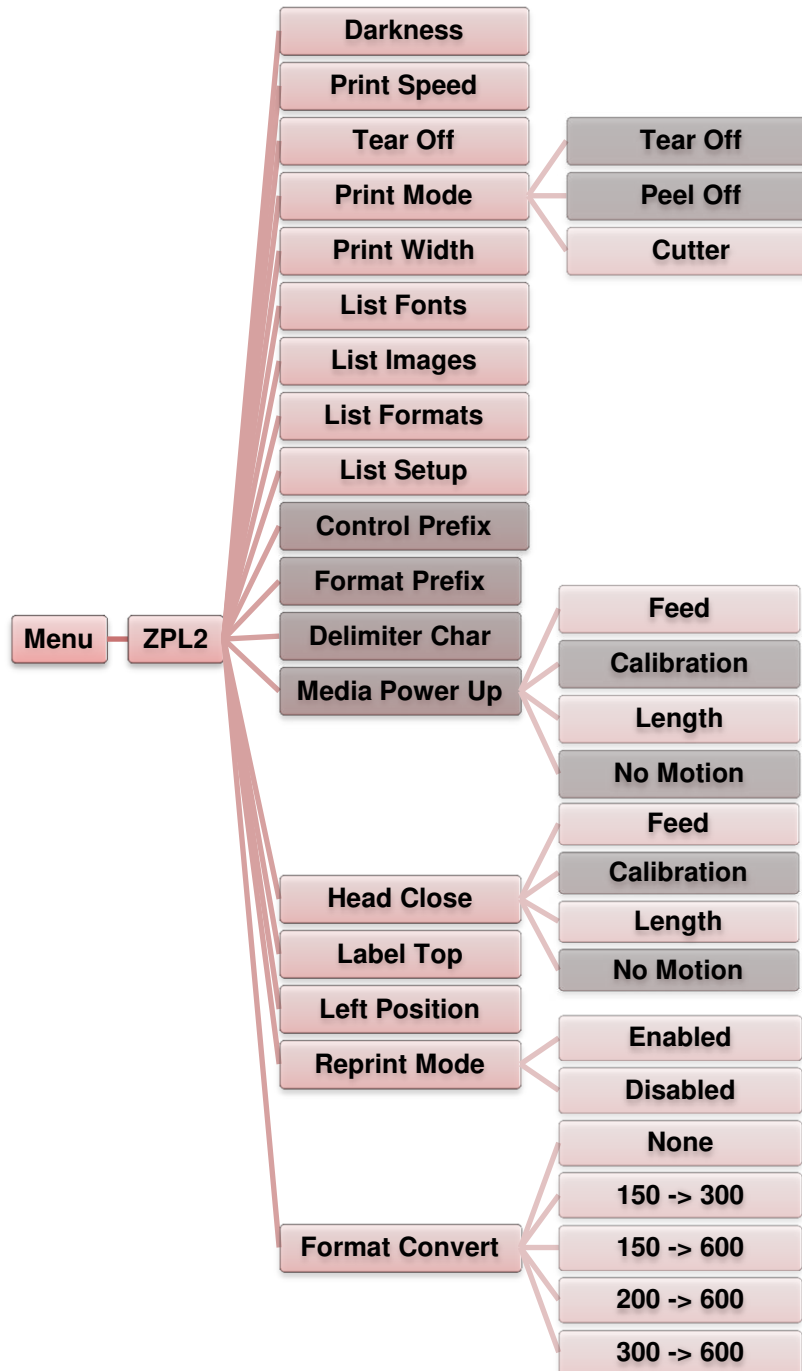 Menu
ZPL2
Darkness
Print Speed
Tear Off
Print Mode
Tear Off
Peel Off
Cutter
Print Width
List Fonts
List Images
List Formats
List Setup
Control Prefix
Format Prefix
Delimiter Char
Media Power Up
Feed
Calibration
Length
No Motion
Head Close
Feed
Calibration
Length
No Motion
Label Top
Left Position
Reprint Mode
Enabled
Disabled
Format Convert
None
150 -> 300
150 -> 600
200 -> 600
300 -> 600